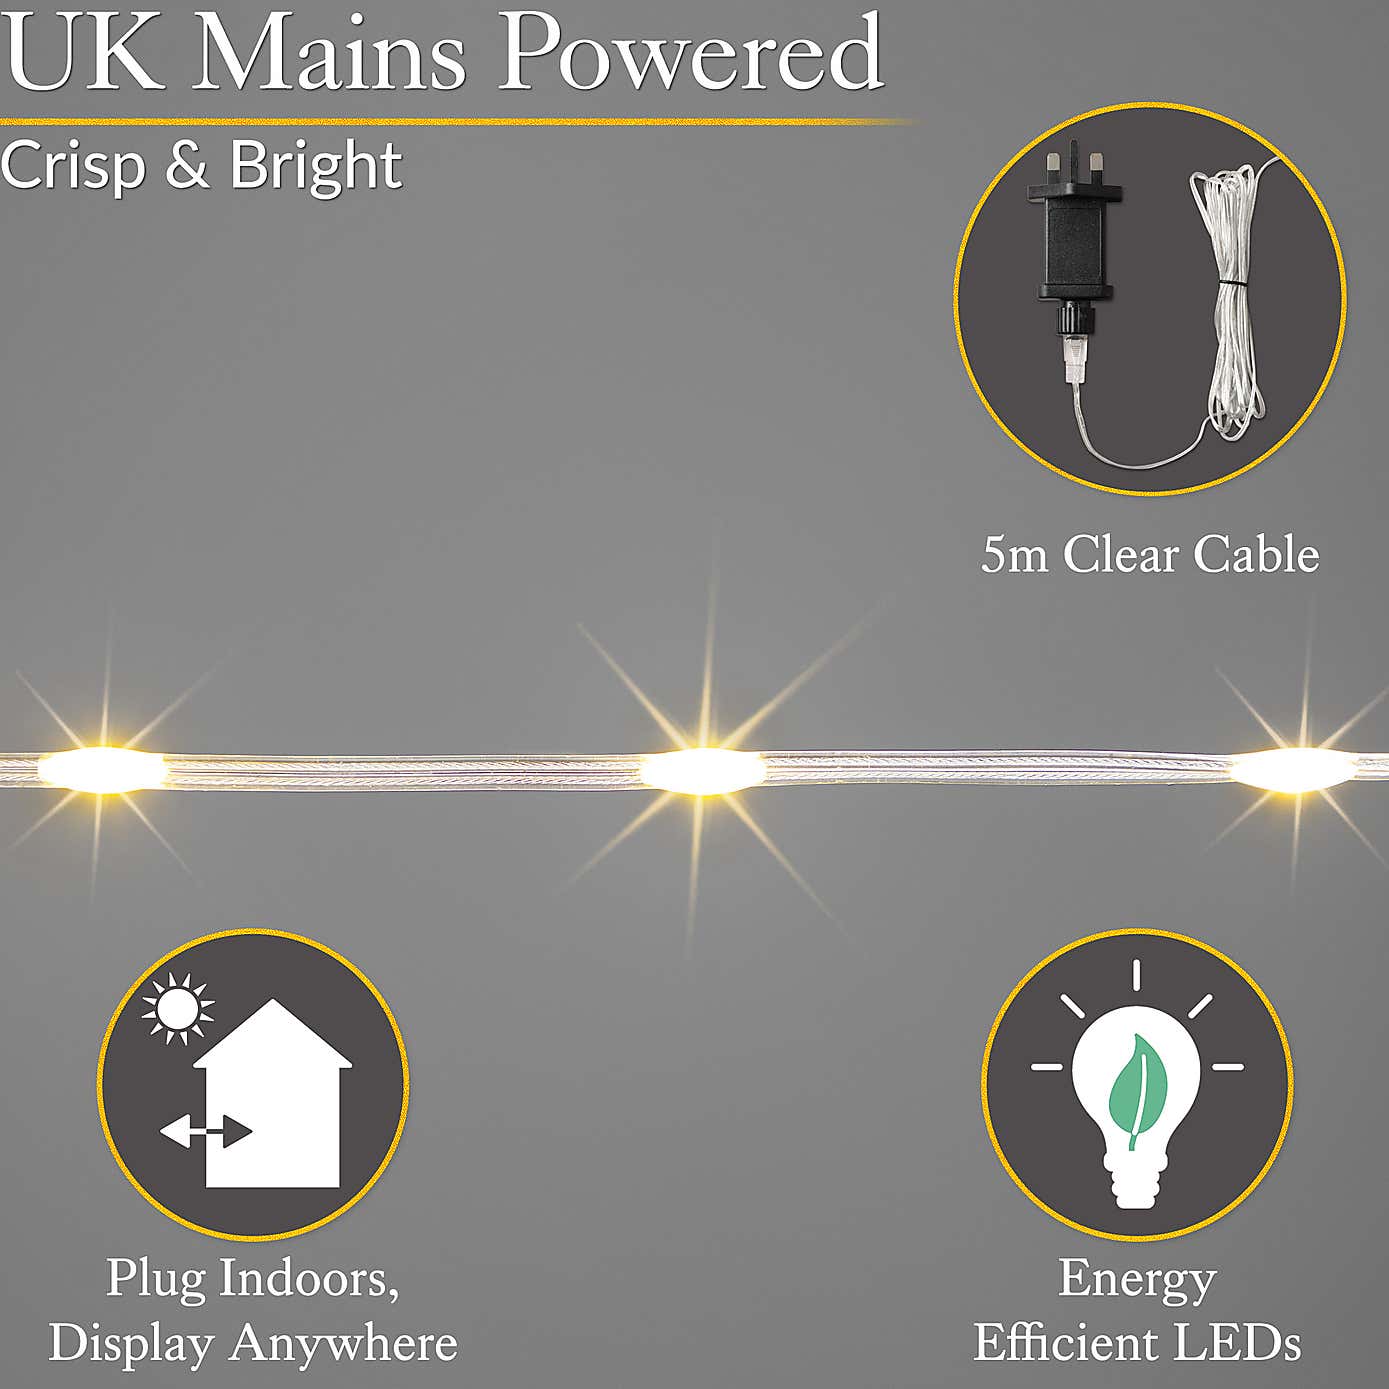 UK Mains Powered
Crisp & Bright
5m Clear Cable
Plug Indoors,
Display Anywhere
Energy
Efficient LEDs